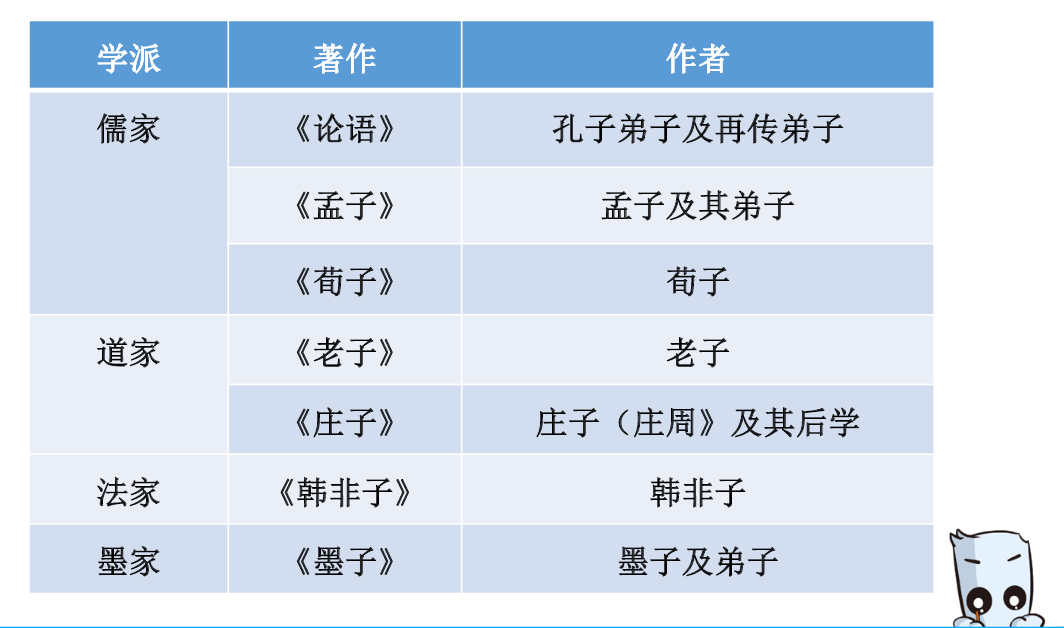 学派 著作 作者
儒家 《论语》 孔子弟子及再传弟子
《孟子》 孟子及其弟子
《荀子》 荀子
道家 《老子》 老子
《庄子》 庄子（庄周》及其后学
法家 《韩非子》 韩非子
墨家 《墨子》 墨子及弟子